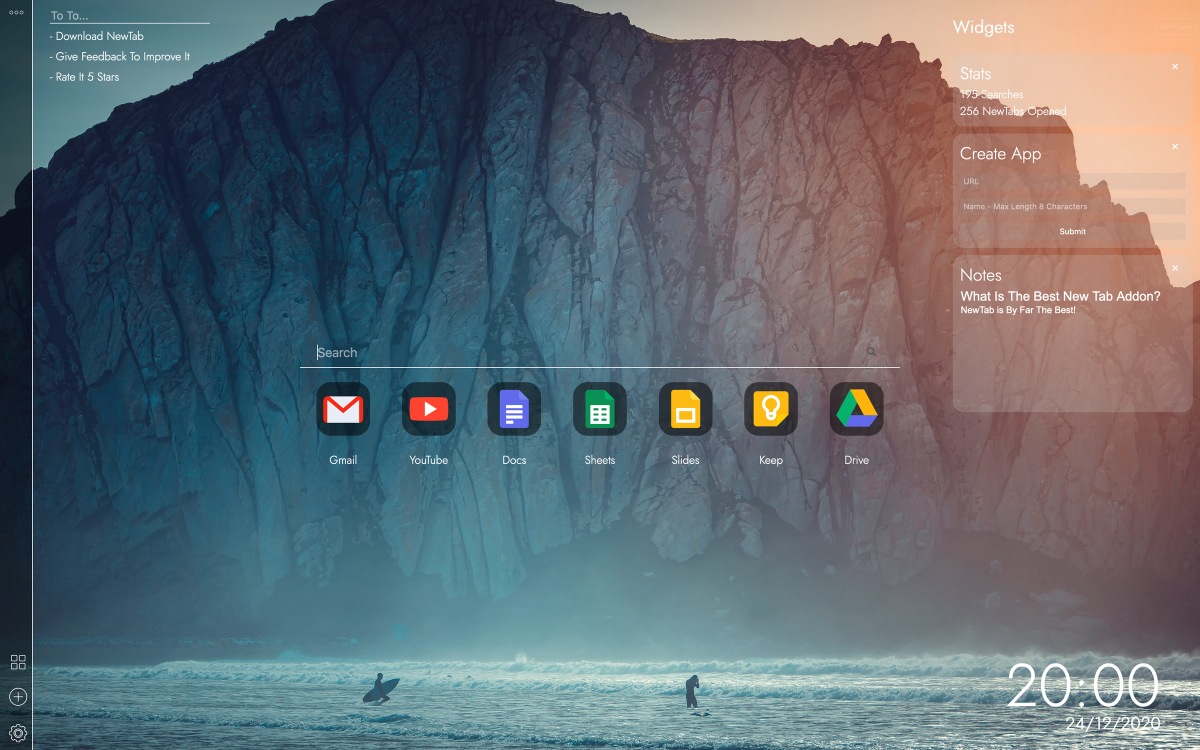 To To...
- Download NewTab
- Give Feedback To Improve It
- Rate It 5 Stars
Widgets
Stats
195 Searches
256 NewTabs Opened
Create App
URL
Name - Max Length 8 Characters
Submit
Notes
What Is The Best New Tab Addon?
NewTab is By Far The Best!
Search
Gmail
YouTube
Docs
Sheets
Slides
Keep
Drive
20:00
24/12/2020